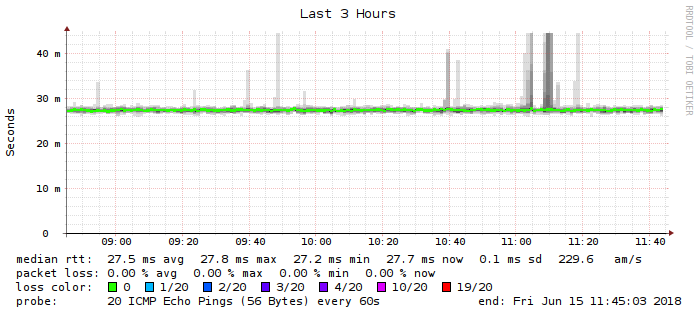 Last 3 Hours
RRDTOOL / TOBI OETIKER
Seconds
40 m
30 m
20 m
10 m
0
09:00 09:20 09:40 10:00 10:20 10:40 11:00 11:20 11:40
median rtt: 27.5 ms avg 27.8 ms max 27.2 ms min 27.7 ms now 0.1 ms sd 229.6 am/s
packet loss: 0.00 % avg 0.00 % max 0.00 % min 0.00 % now
loss color: 0 1/20 2/20 3/20 4/20 10/20 19/20
probe: 20 ICMP Echo Pings (56 Bytes) every 60s end: Fri Jun 15 11:45:03 2018